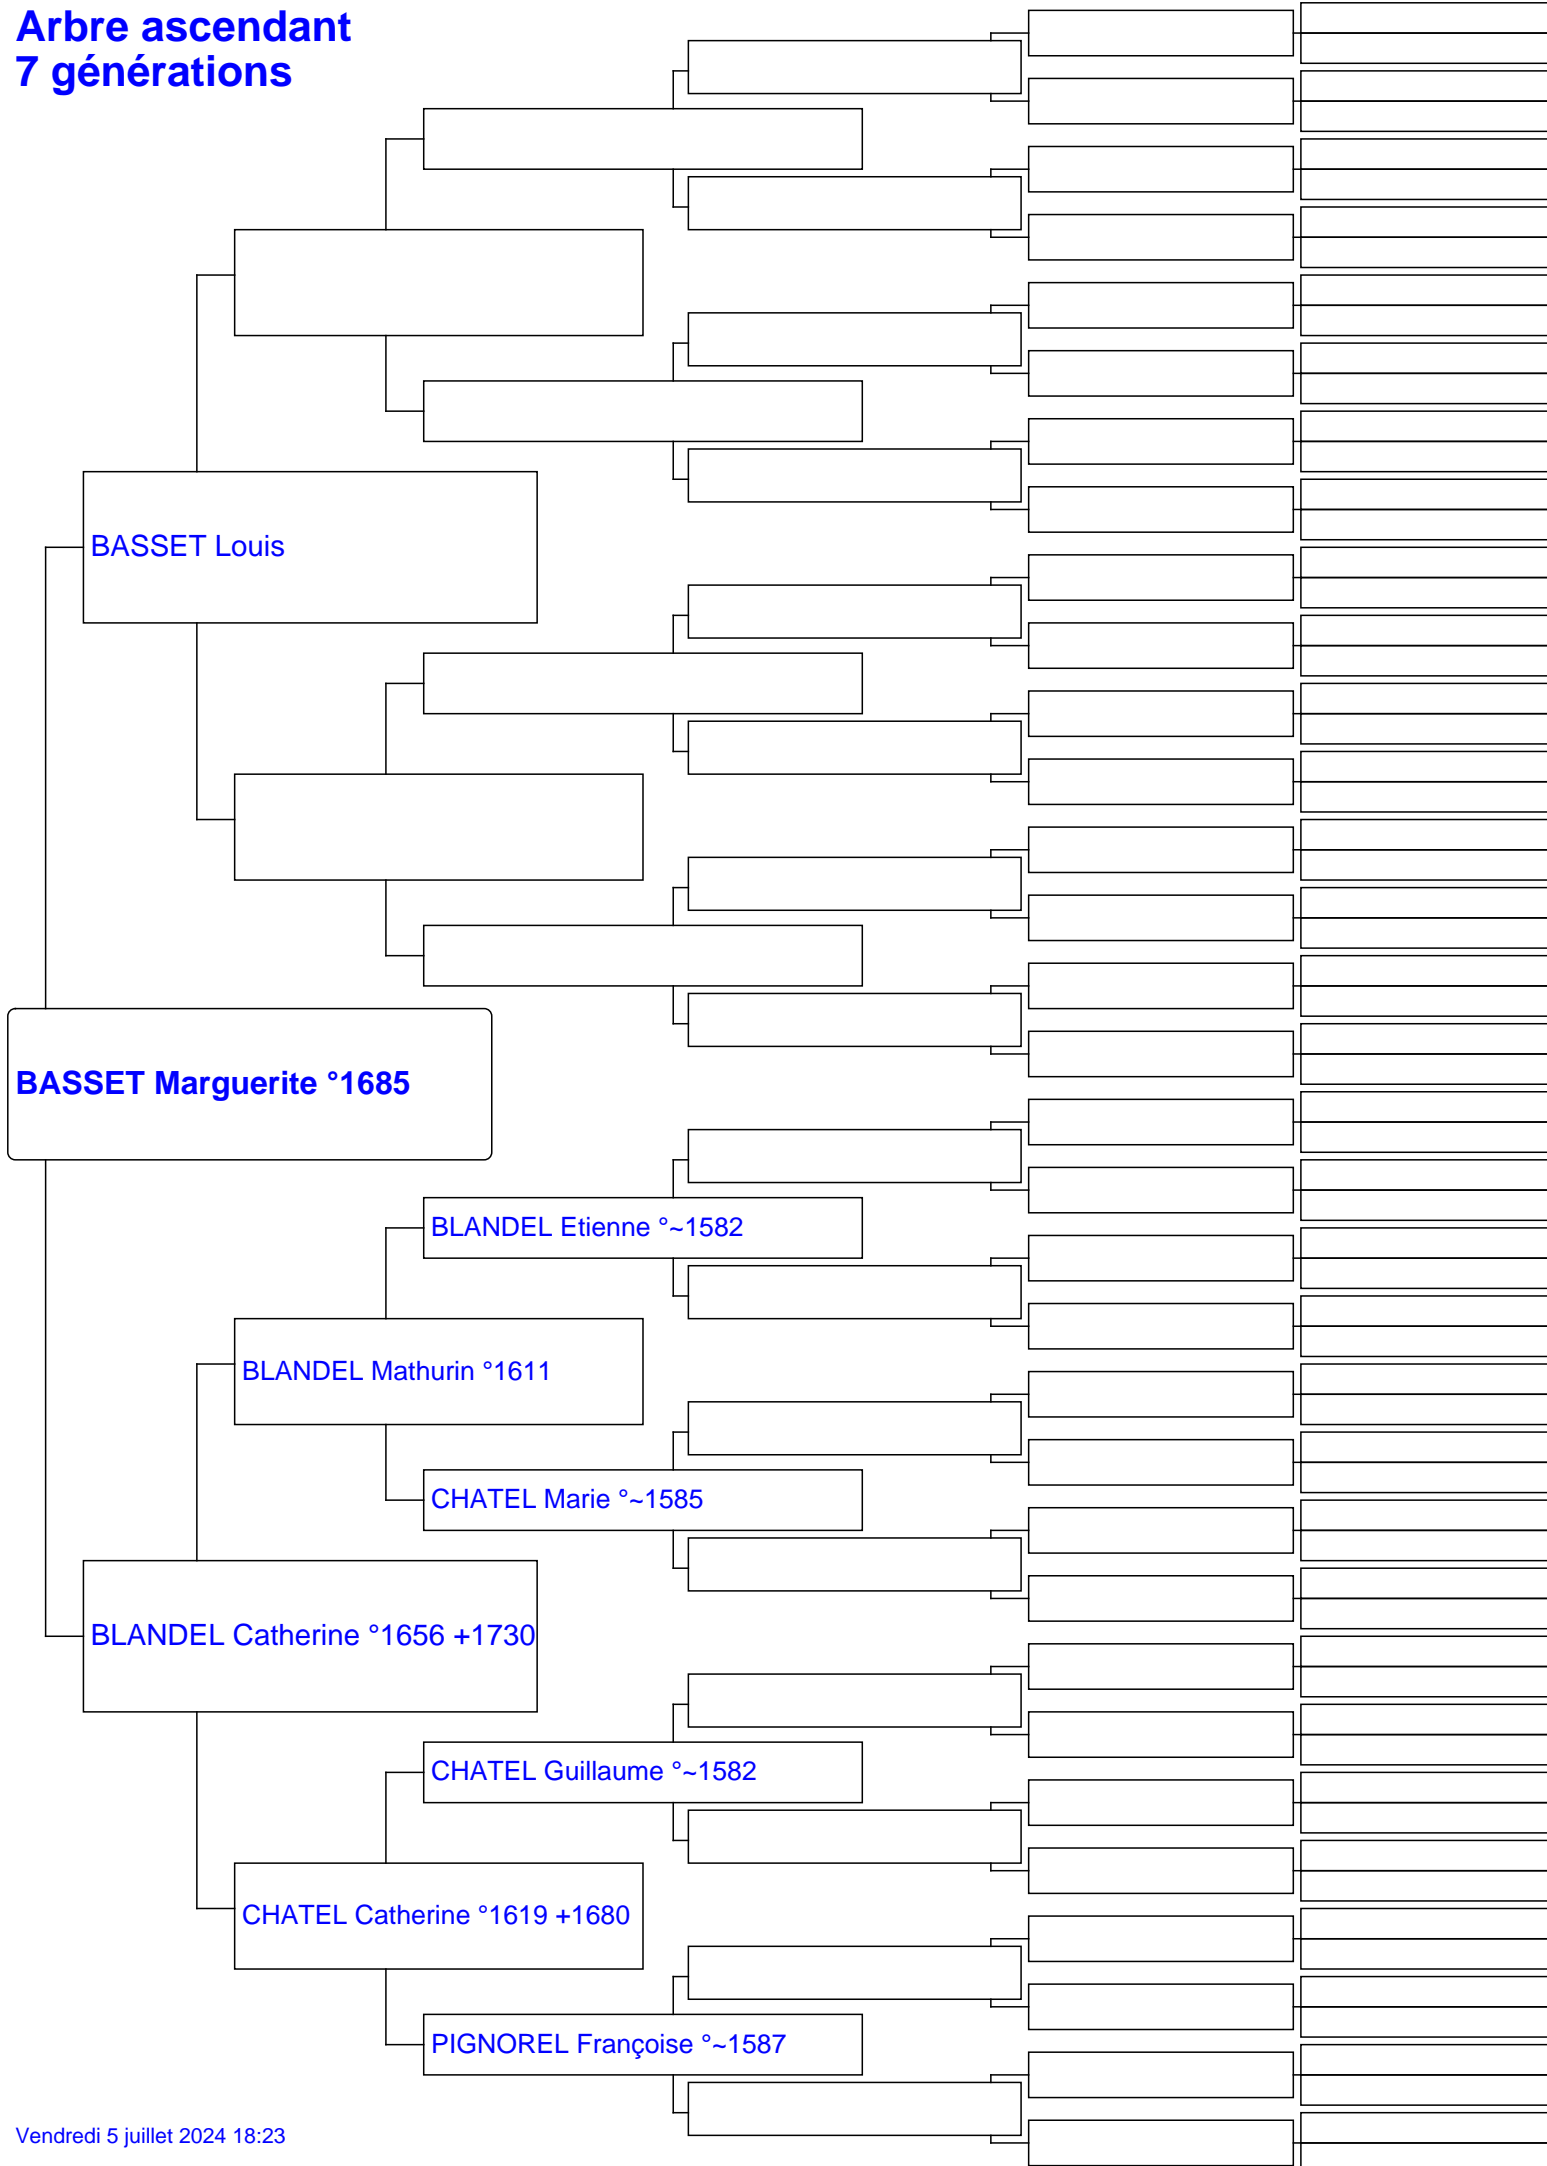 Arbre ascendant
7 générations
BASSET Louis
BASSET Marguerite °1685
BLANDEL Etienne °~1582
BLANDEL Mathurin °1611
CHATEL Marie °~1585
BLANDEL Catherine °1656 +1730
CHATEL Guillaume °~1582
CHATEL Catherine °1619 +1680
PIGNOREL Françoise °~1587
Vendredi 5 juillet 2024 18:23